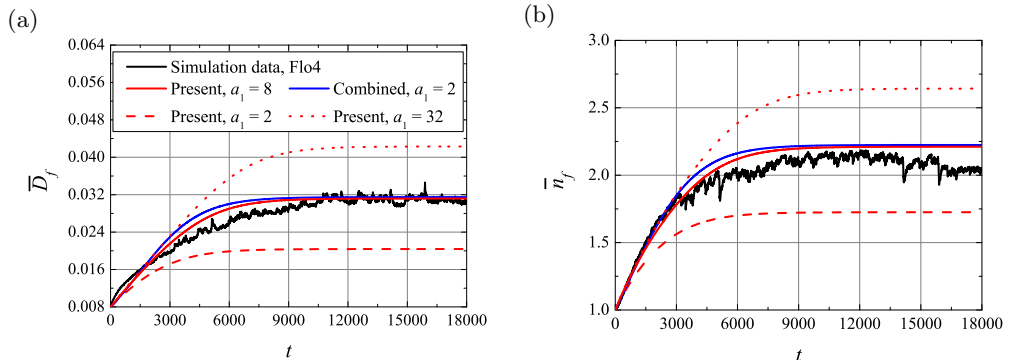 (a)
0.064
0.056
0.048
0.040
0.032
0.024
0.016
0.008
D̅f
Simulation data, Flo4
Present, a1 = 8
Combined, a1 = 2
Present, a1 = 2
Present, a1 = 32
0 3000 6000 9000 12000 15000 18000
t
(b)
3.0
2.5
2.0
1.5
1.0
n̅f
0 3000 6000 9000 12000 15000 18000
t